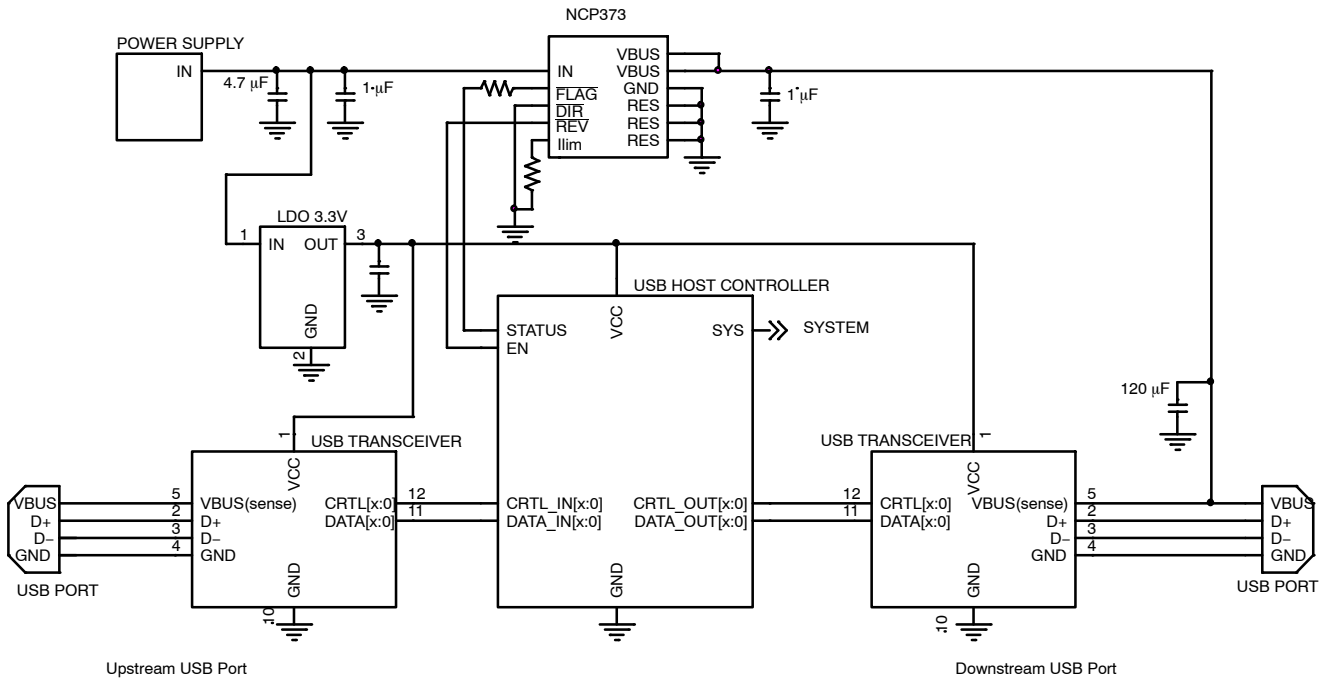 NCP373
POWER SUPPLY
IN
4.7 µF
1 µF
IN
FLAG
DIR
REV
Ilim
VBUS
VBUS
GND
RES
RES
RES
1 µF
LDO 3.3V
1
IN
OUT
3
GND
2
USB HOST CONTROLLER
VCC
STATUS
EN
SYS
SYSTEM
CRTL_IN[x:0]
DATA_IN[x:0]
CRTL_OUT[x:0]
DATA_OUT[x:0]
GND
120 µF
1
USB TRANSCEIVER
VCC
VBUS(sense)
D+
D−
GND
CRTL[x:0]
DATA[x:0]
GND
10
5
2
3
4
12
11
VBUS
D+
D−
GND
USB PORT
USB TRANSCEIVER
1
VCC
12
11
CRTL[x:0]
DATA[x:0]
VBUS(sense)
D+
D−
GND
GND
10
5
2
3
4
VBUS
D+
D−
GND
USB PORT
Upstream USB Port
Downstream USB Port